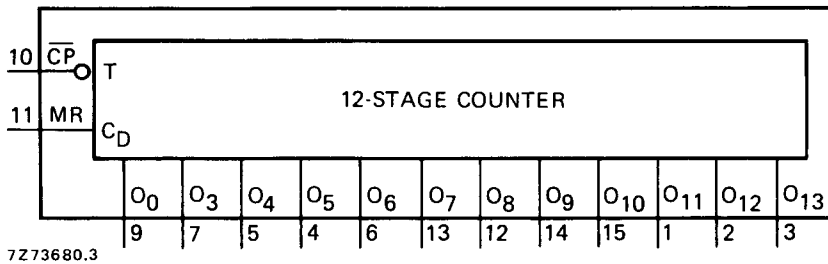 10 CP T
12-STAGE COUNTER
11 MR CD
O0 O3 O4 O5 O6 O7 O8 O9 O10 O11 O12 O13
9 7 5 4 6 13 12 14 15 1 2 3
7Z73680.3